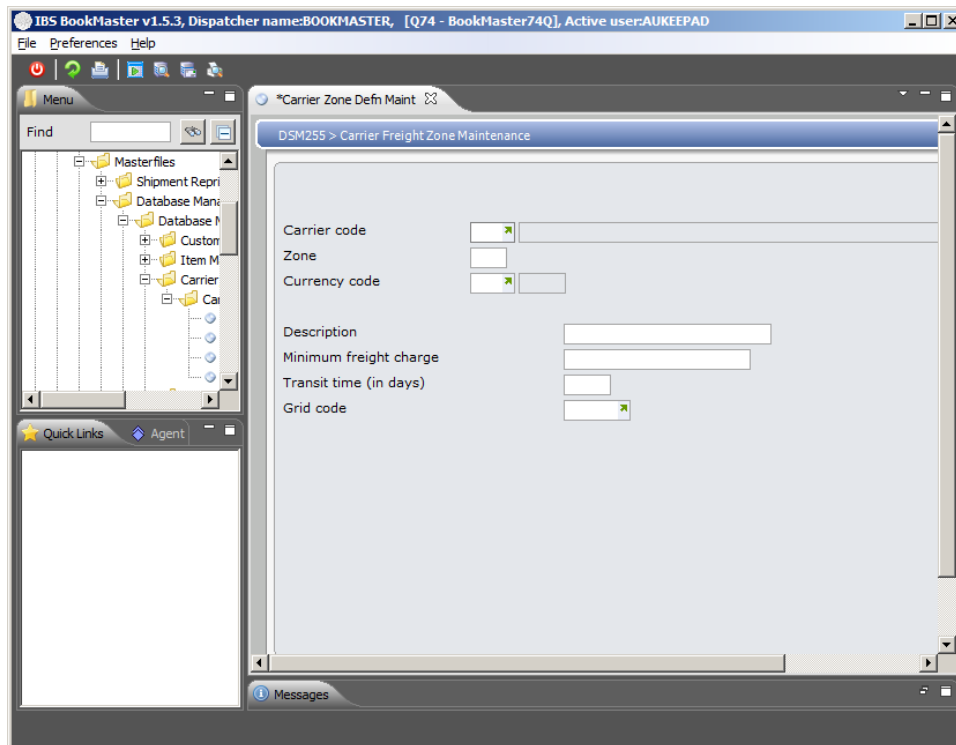 IBS BookMaster v1.5.3, Dispatcher name:BOOKMASTER, [Q74 - BookMaster74Q], Active user:AUKEEPAD
File Preferences Help
Menu
*Carrier Zone Defn Maint
Find
DSM255 > Carrier Freight Zone Maintenance
Masterfiles
Shipment Repri
Database Mana
Database M
Custom
Item M
Carrier
Car
Carrier code
Zone
Currency code
Description
Minimum freight charge
Transit time (in days)
Grid code
Quick Links
Agent
Messages